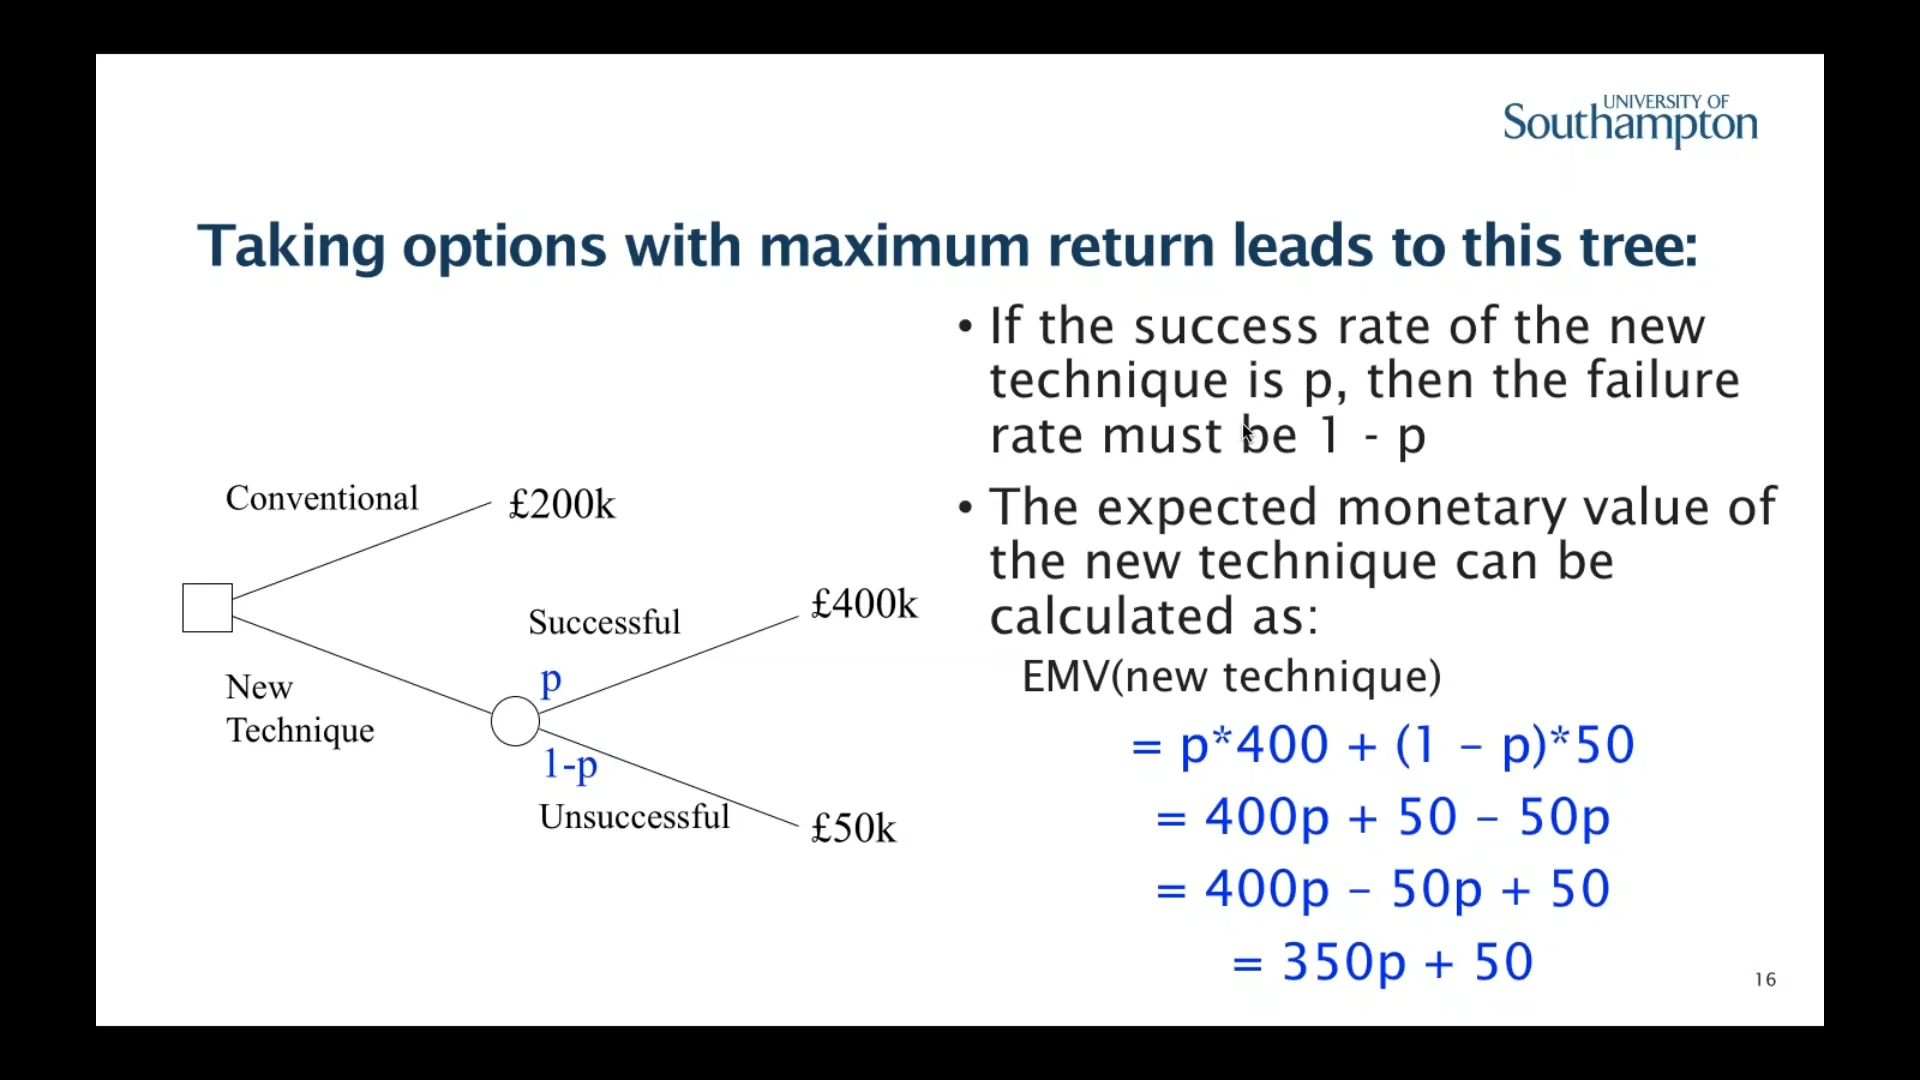 UNIVERSITY OF
Southampton
Taking options with maximum return leads to this tree:
• If the success rate of the new
technique is p, then the failure
rate must be 1 - p
• The expected monetary value of
the new technique can be
calculated as:
EMV(new technique)
= p*400 + (1 – p)*50
= 400p + 50 – 50p
= 400p – 50p + 50
= 350p + 50
Conventional
£200k
Successful
£400k
p
New
Technique
1-p
Unsuccessful
£50k
16